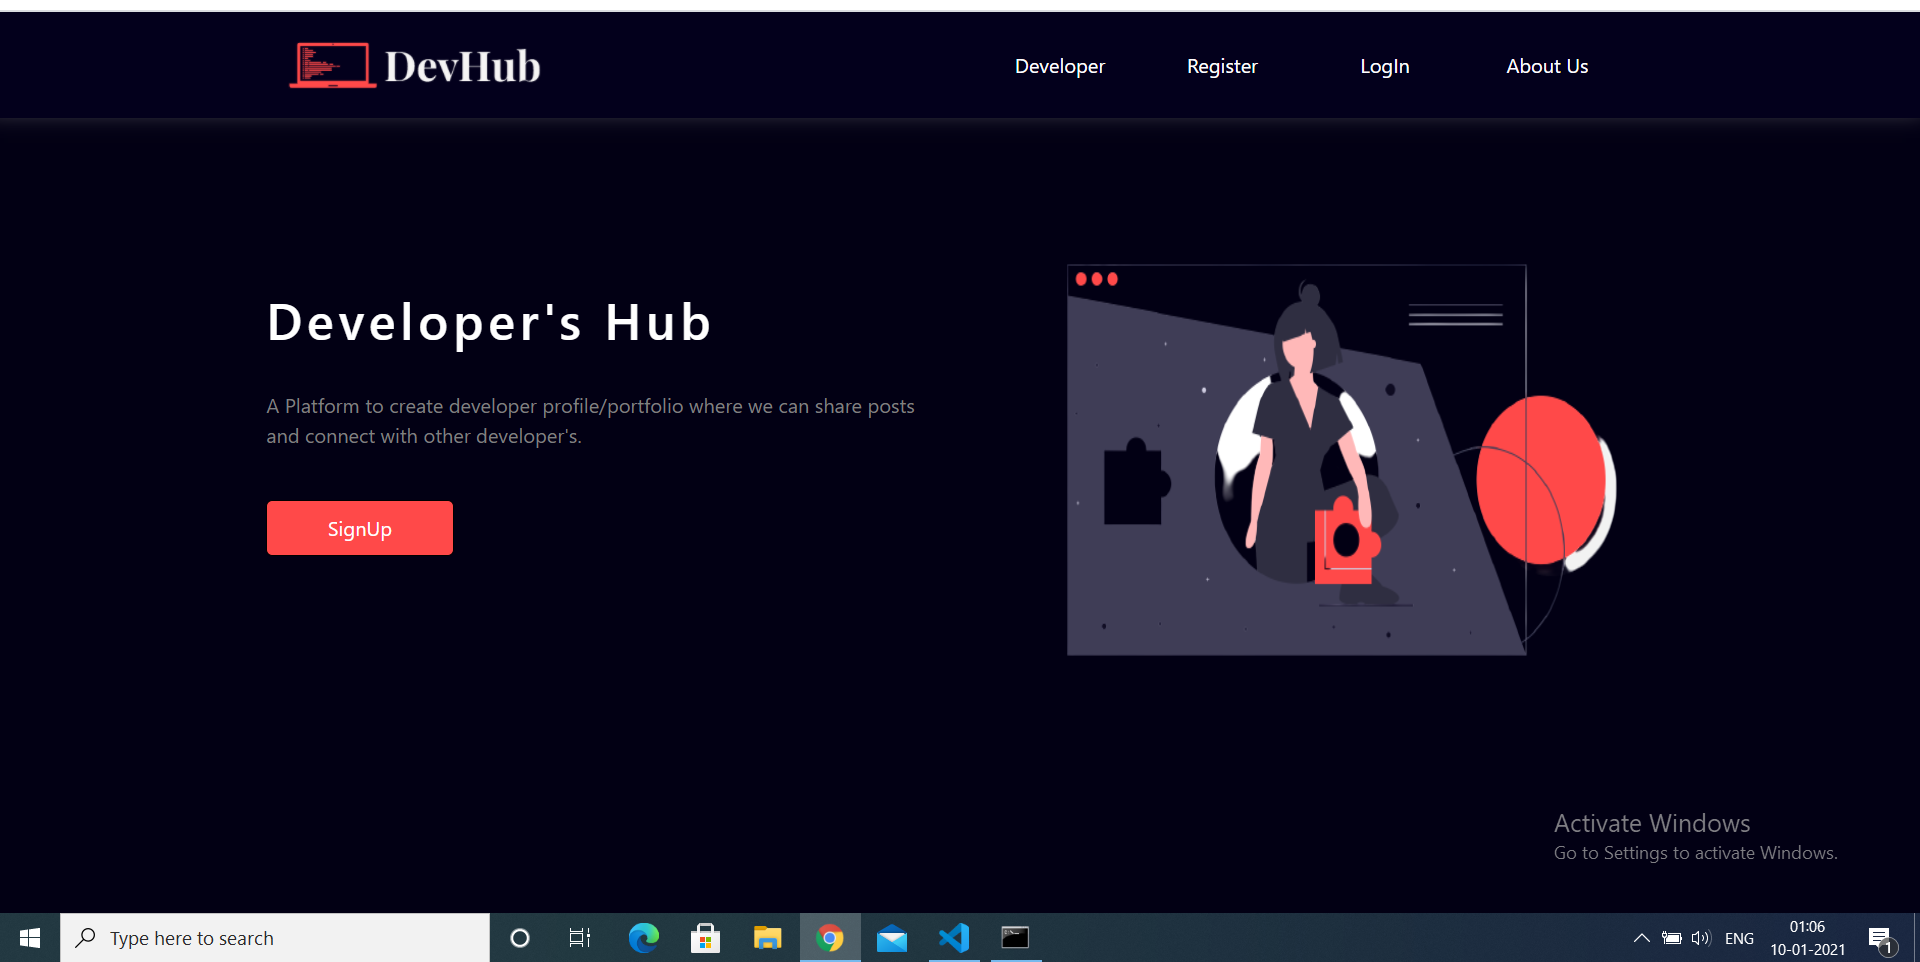 DevHub
Developer
Register
LogIn
About Us
Developer's Hub
A Platform to create developer profile/portfolio where we can share posts
and connect with other developer's.
SignUp
Activate Windows
Go to Settings to activate Windows.
Type here to search
ENG
01:06
10-01-2021
1